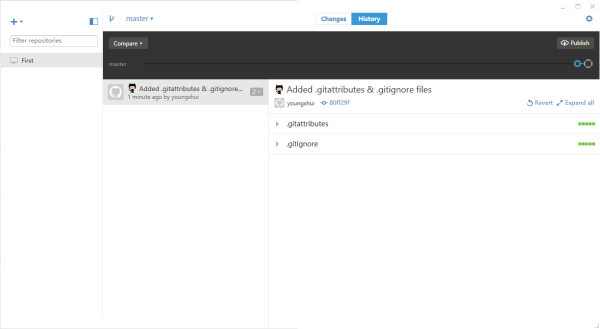 master
Changes
History
Filter repositories
Compare
Publish
First
master
Added .gitattributes & .gitignore...
2
1 minute ago by youngshui
Added .gitattributes & .gitignore files
youngshui
80ff29f
Revert
Expand all
.gitattributes
.gitignore